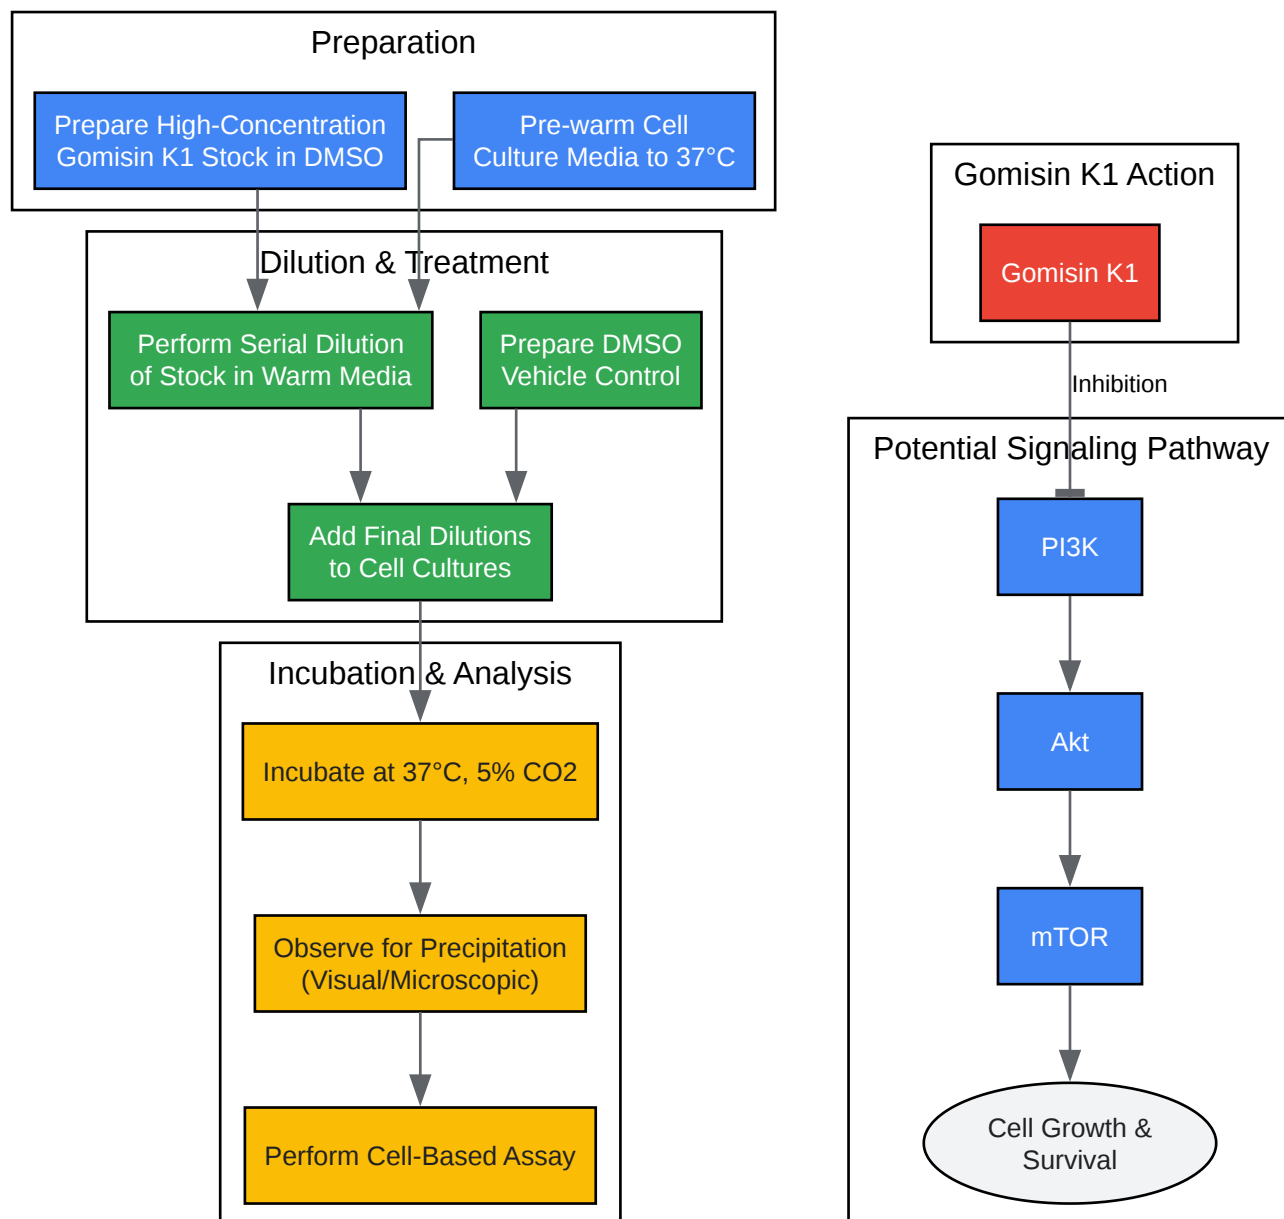 Preparation
Prepare High-Concentration
Gomisin K1 Stock in DMSO
Pre-warm Cell
Culture Media to 37°C
Dilution & Treatment
Perform Serial Dilution
of Stock in Warm Media
Prepare DMSO
Vehicle Control
Add Final Dilutions
to Cell Cultures
Incubation & Analysis
Incubate at 37°C, 5% CO2
Observe for Precipitation
(Visual/Microscopic)
Perform Cell-Based Assay
Gomisin K1 Action
Gomisin K1
Inhibition
Potential Signaling Pathway
PI3K
Akt
mTOR
Cell Growth &
Survival